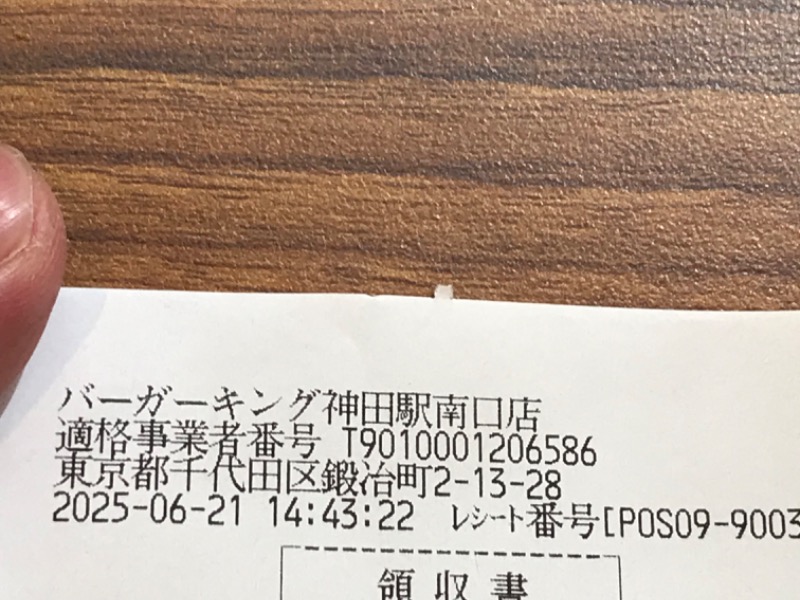 バーガーキング神田駅南口店
適格事業者番号 T9010001206586
東京都千代田区鍛冶町2-13-28
2025-06-21 14:43:22 レシート番号[POS09-9003
領収書